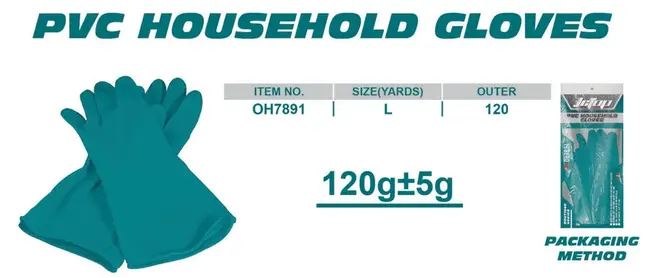 PVC HOUSEHOLD GLOVES
ITEM NO. SIZE(YARDS) OUTER
OH7891 L 120
120g±5g
PVC HOUSEHOLD
GLOVES
PACKAGING
METHOD